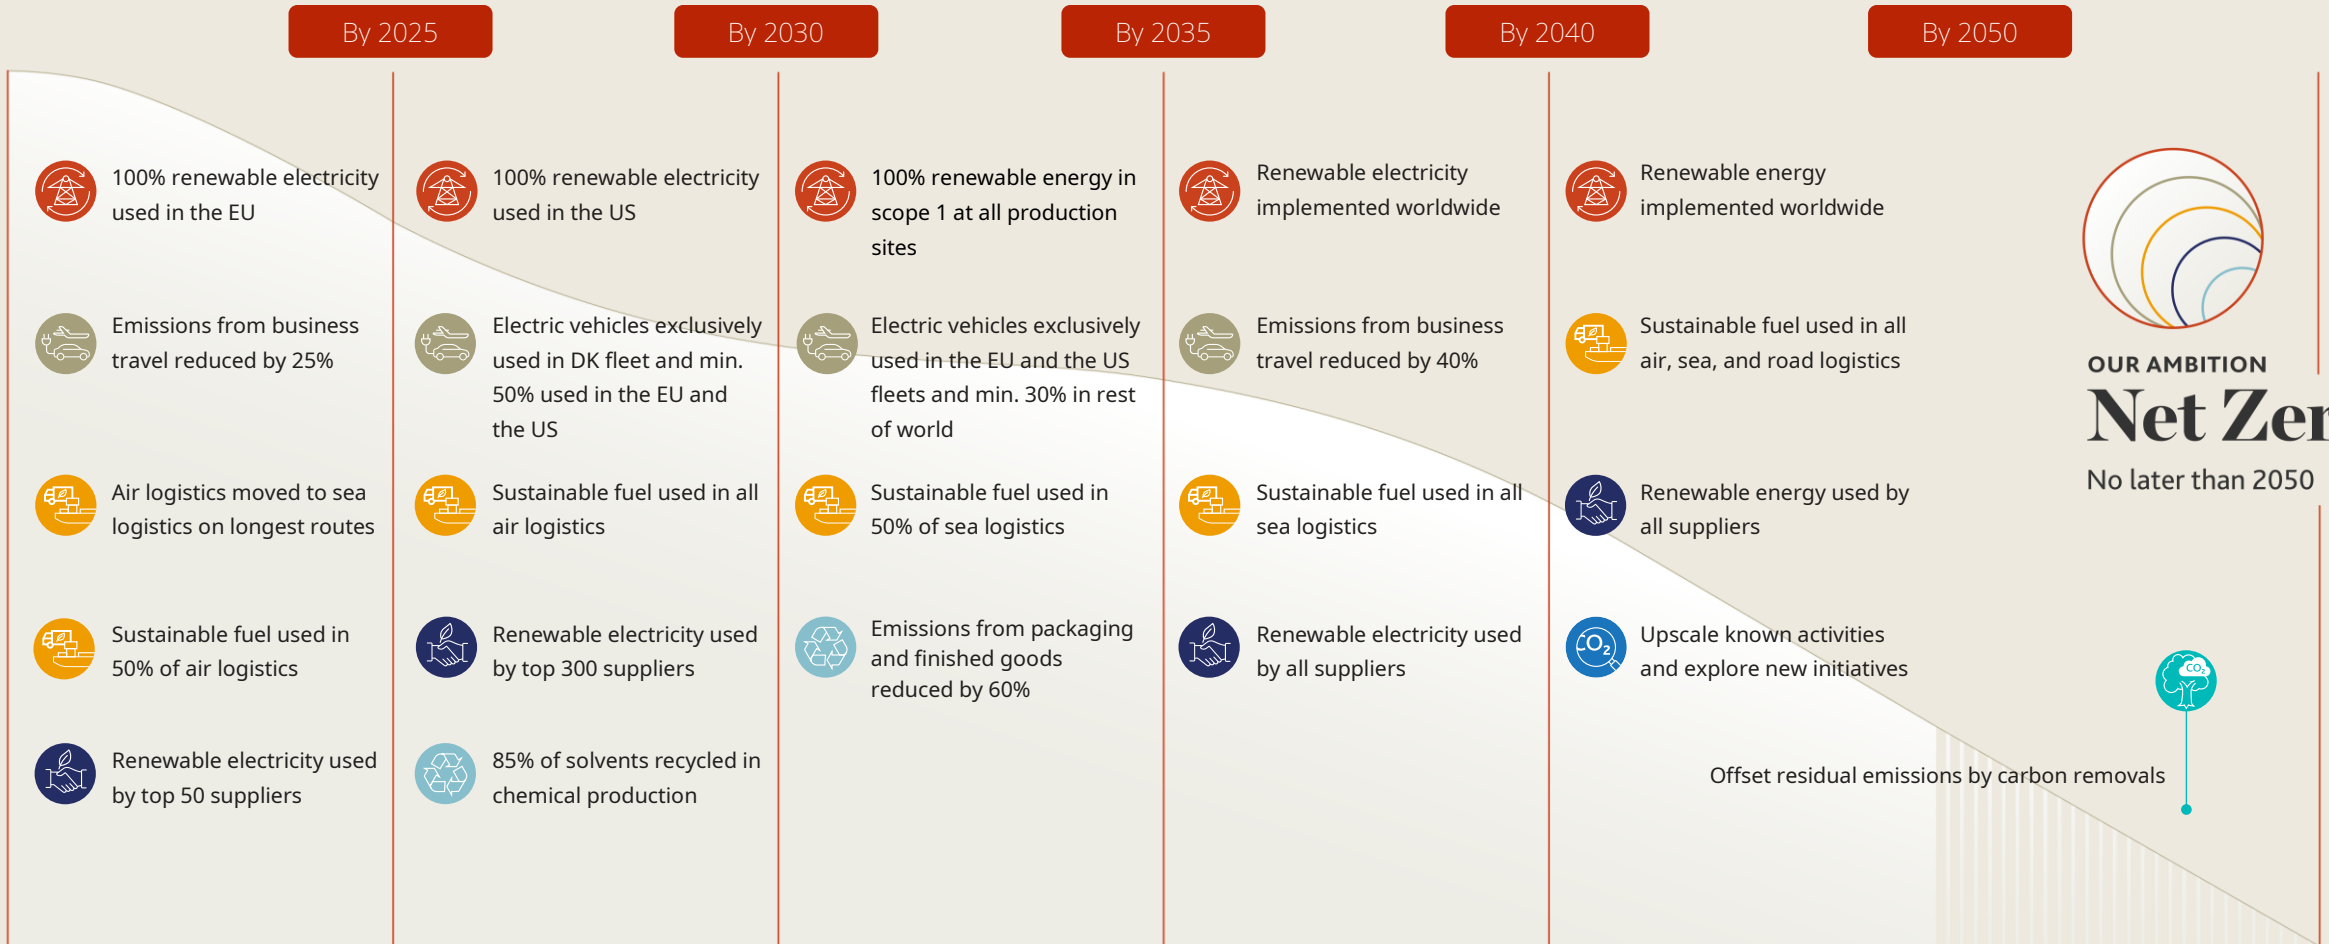 By 2025
By 2030
By 2035
By 2040
By 2050
100% renewable electricity
used in the EU
Emissions from business
travel reduced by 25%
Air logistics moved to sea
logistics on longest routes
Sustainable fuel used in
50% of air logistics
Renewable electricity used
by top 50 suppliers
100% renewable electricity
used in the US
Electric vehicles exclusively
used in DK fleet and min.
50% used in the EU and
the US
Sustainable fuel used in all
air logistics
Renewable electricity used
by top 300 suppliers
85% of solvents recycled in
chemical production
100% renewable energy in
scope 1 at all production
sites
Electric vehicles exclusively
used in the EU and the US
fleets and min. 30% in rest
of world
Sustainable fuel used in
50% of sea logistics
Emissions from packaging
and finished goods
reduced by 60%
Renewable electricity
implemented worldwide
Emissions from business
travel reduced by 40%
Sustainable fuel used in all
sea logistics
Renewable electricity used
by all suppliers
Renewable energy
implemented worldwide
Sustainable fuel used in all
air, sea, and road logistics
Renewable energy used by
all suppliers
CO₂
Upscale known activities
and explore new initiatives
OUR AMBITION
Net Zer
No later than 2050
CO₂
Offset residual emissions by carbon removals